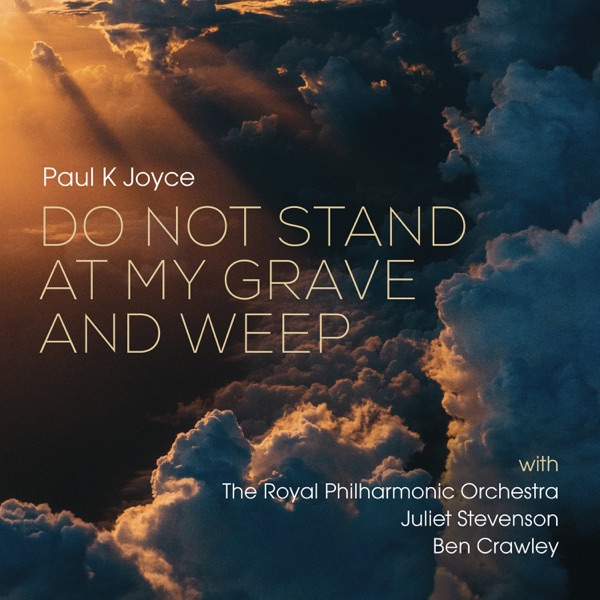 Paul K Joyce
DO NOT STAND
AT MY GRAVE
AND WEEP
with
The Royal Philharmonic Orchestra
Juliet Stevenson
Ben Crawley